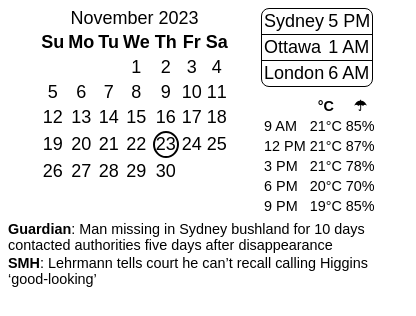 November 2023
Su Mo Tu We Th Fr Sa
1 2 3 4
5 6 7 8 9 10 11
12 13 14 15 16 17 18
19 20 21 22 23 24 25
26 27 28 29 30
Sydney 5 PM
Ottawa 1 AM
London 6 AM
°C ☂
9 AM 21°C 85%
12 PM 21°C 87%
3 PM 21°C 78%
6 PM 20°C 70%
9 PM 19°C 85%
Guardian: Man missing in Sydney bushland for 10 days
contacted authorities five days after disappearance
SMH: Lehrmann tells court he can’t recall calling Higgins
‘good-looking’